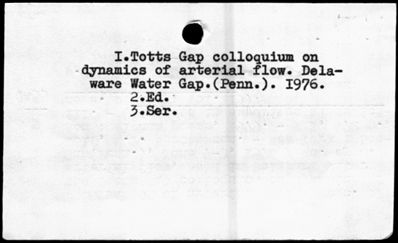 I.Totts Gap colloquium on
dynamics of arterial flow. Dela-
ware Water Gap.(Penn.). I976.
2.Ed.
3.Ser.